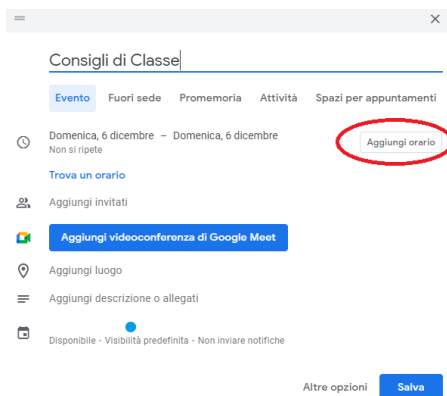 Consigli di Classe
Evento Fuori sede Promemoria Attività Spazi per appuntamenti
Domenica, 6 dicembre – Domenica, 6 dicembre Aggiungi orario
Non si ripete
Trova un orario
Aggiungi invitati
Aggiungi videoconferenza di Google Meet
Aggiungi luogo
Aggiungi descrizione o allegati
Disponibile · Visibilità predefinita · Non inviare notifiche
Altre opzioni Salva